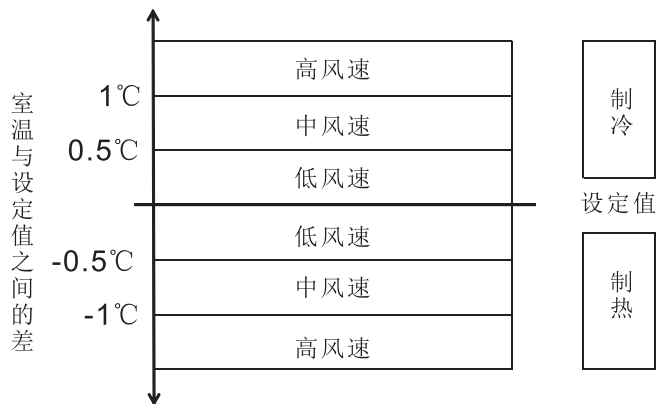 室温与设定值之间的差
高风速
1℃
中风速
0.5℃
低风速
低风速
-0.5℃
中风速
-1℃
高风速
制冷
设定值
制热